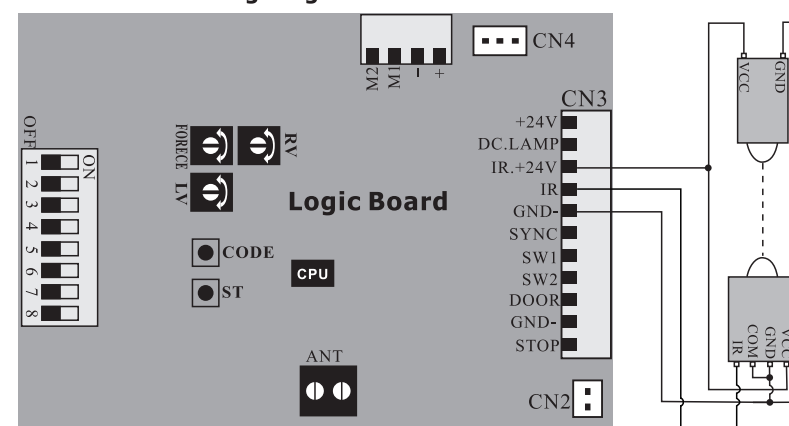 CN4
M2 M1 - +
CN3
+24V
DC.LAMP
IR.+24V
IR
GND-
SYNC
SW1
SW2
DOOR
GND-
STOP
CN2
OFF
ON
1
2
3
4
5
6
7
8
FORECE
RV
LV
Logic Board
CODE
CPU
ST
ANT
VCC
GND
IR
COM
GND
VCC